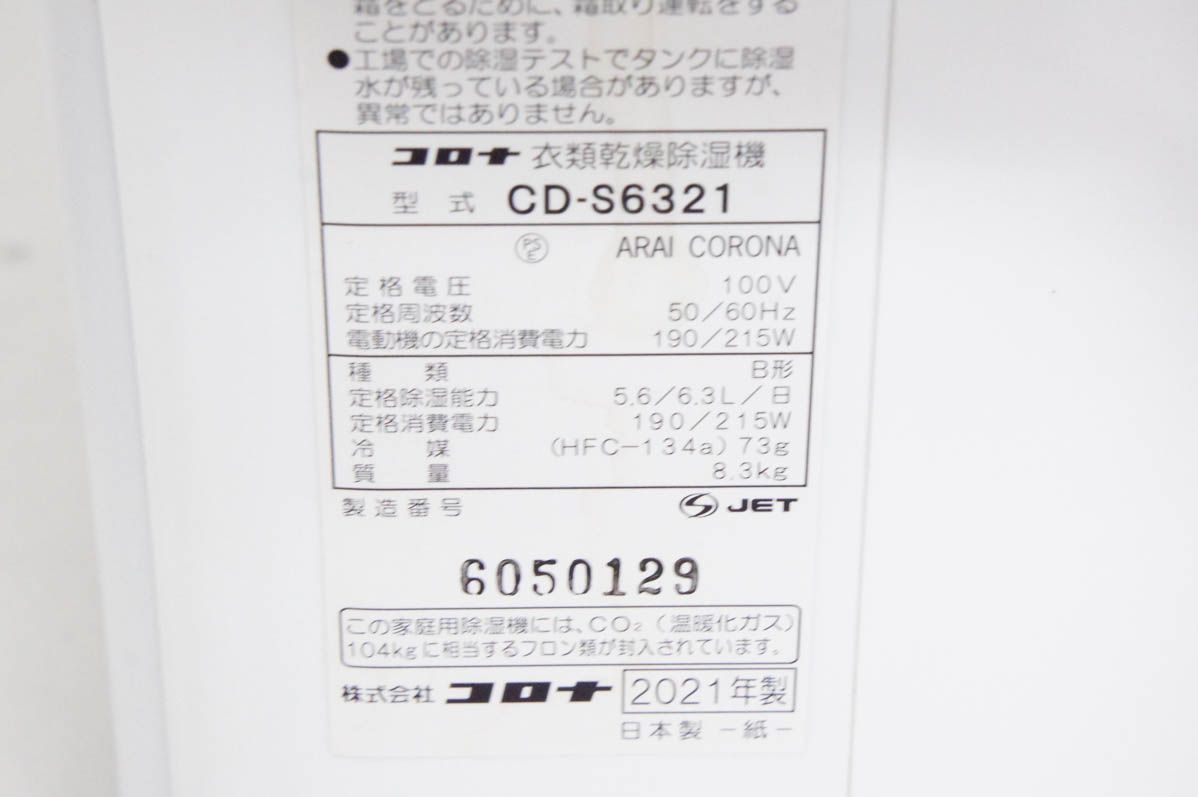 霜をとるために、霜取り運転をする
ことがあります。
●工場での除湿テストでタンクに除湿
水が残っている場合がありますが、
異常ではありません。
コロナ 衣類乾燥除湿機
型式 CD-S6321
PSE ARAI CORONA
定格電圧 100V
定格周波数 50/60Hz
電動機の定格消費電力 190/215W
種類 B形
定格除湿能力 5.6/6.3L/日
定格消費電力 190/215W
冷媒 (HFC-134a) 73g
質量 8.3kg
製造番号 JET
6050129
この家庭用除湿機には、CO₂(温暖化ガス)
104kgに相当するフロン類が封入されています。
株式会社 コロナ 2021年製
日本製 -紙-